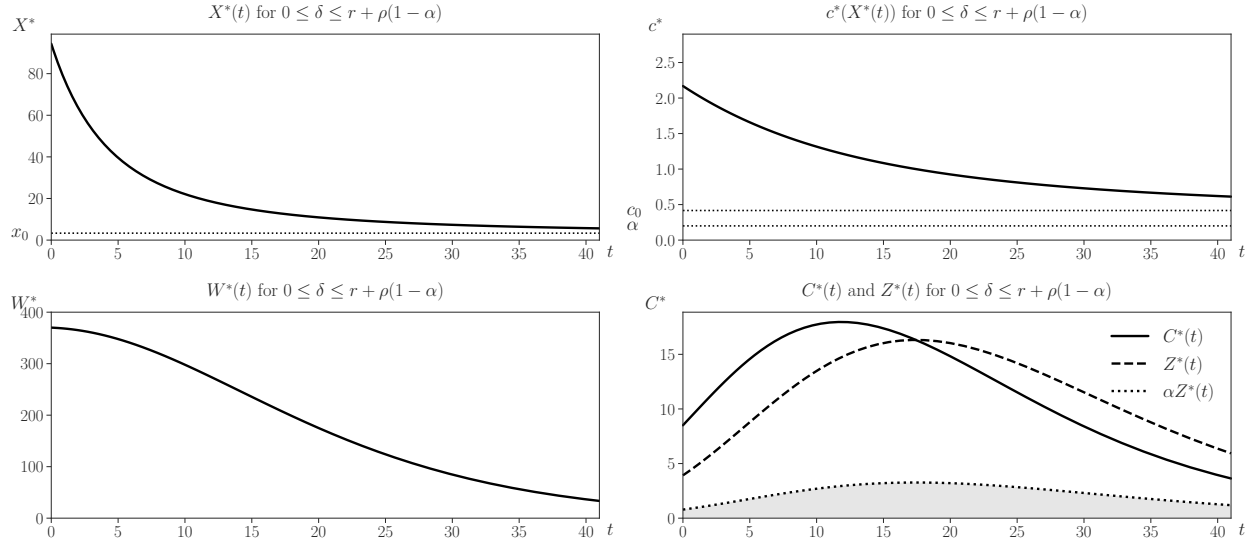 X*(t) for 0 ≤ δ ≤ r + ρ(1 − α)
X*
80
60
40
20
x₀
0
0 5 10 15 20 25 30 35 40 t
c*(X*(t)) for 0 ≤ δ ≤ r + ρ(1 − α)
c*
2.5
2.0
1.5
1.0
0.5
c₀
α
0.0
0 5 10 15 20 25 30 35 40 t
W*(t) for 0 ≤ δ ≤ r + ρ(1 − α)
W*
400
300
200
100
0
0 5 10 15 20 25 30 35 40 t
C*(t) and Z*(t) for 0 ≤ δ ≤ r + ρ(1 − α)
C*
15
10
5
0
C*(t)
Z*(t)
αZ*(t)
0 5 10 15 20 25 30 35 40 t